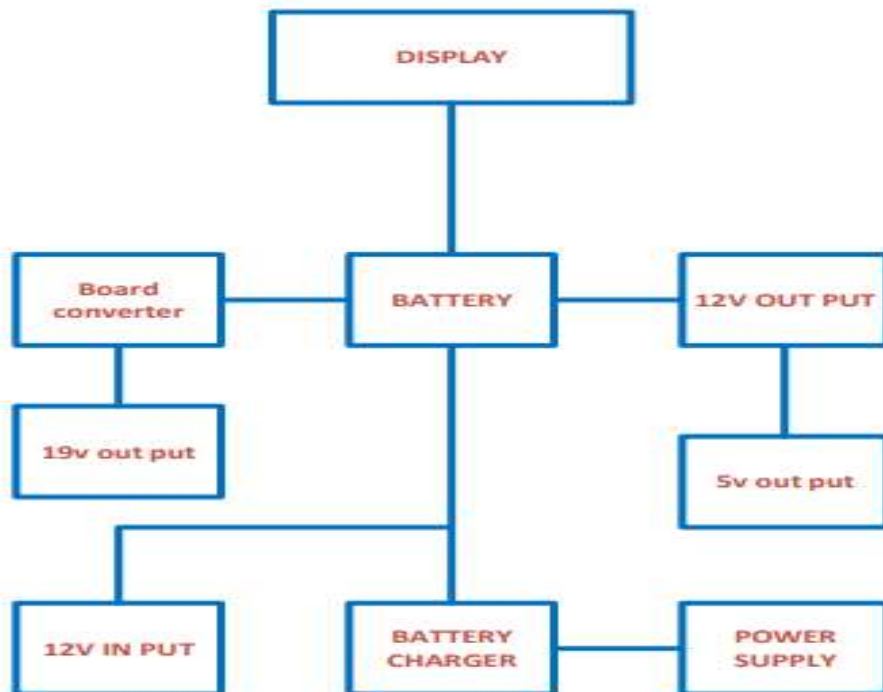 DISPLAY
Board
converter
BATTERY
12V OUT PUT
19v out put
5v out put
12V IN PUT
BATTERY
CHARGER
POWER
SUPPLY